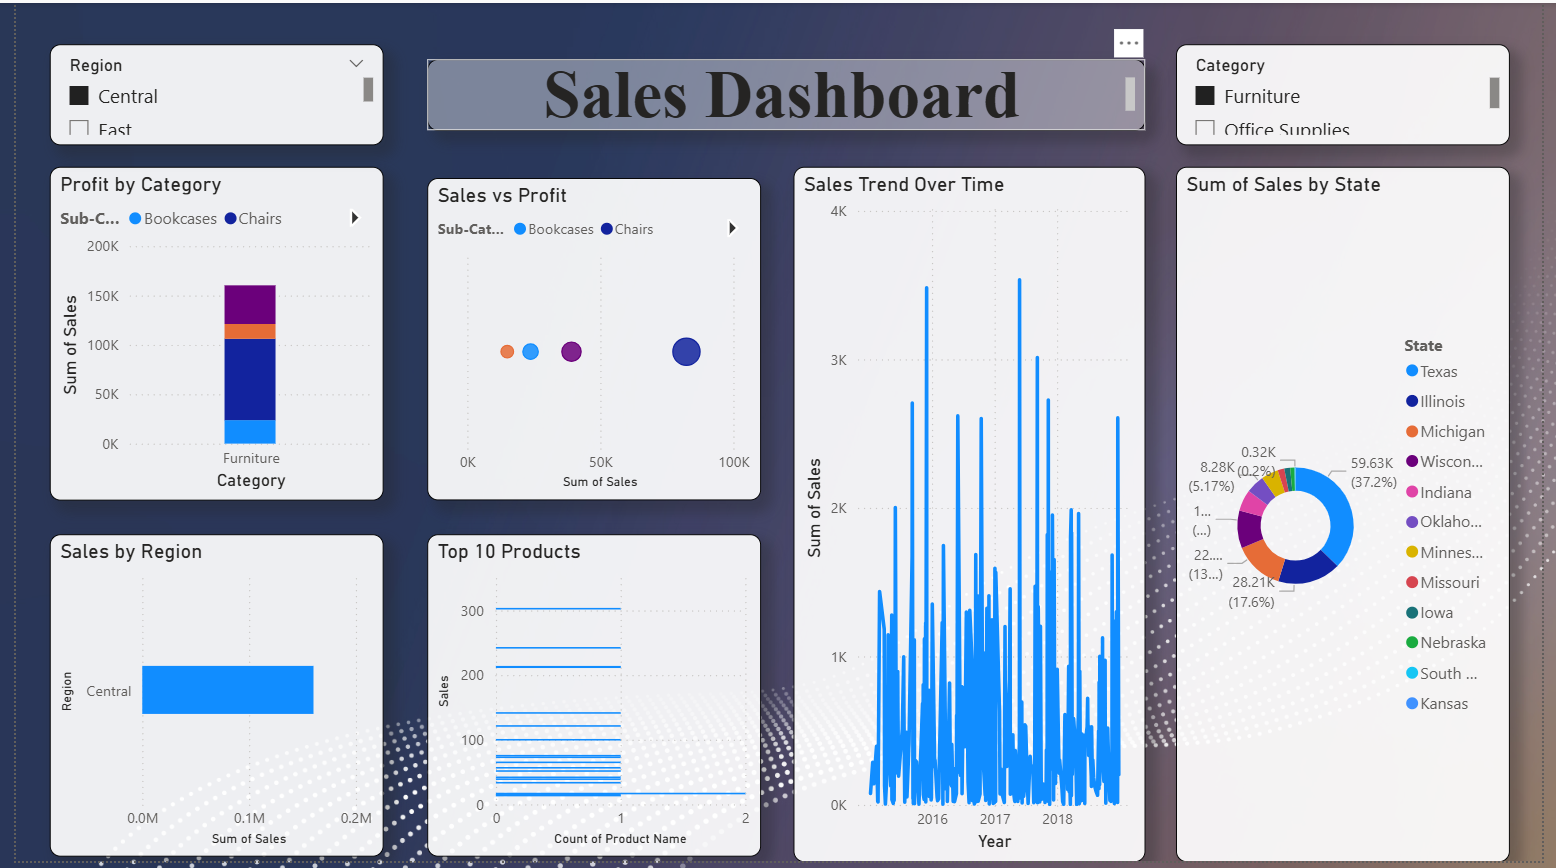 Region
Central
East
Sales Dashboard
Category
Furniture
Office Supplies
Profit by Category
Sub-C... Bookcases Chairs
200K
150K
100K
50K
0K
Sum of Sales
Furniture
Category
Sales vs Profit
Sub-Cat... Bookcases Chairs
0K 50K 100K
Sum of Sales
Sales Trend Over Time
4K
3K
2K
1K
0K
Sum of Sales
2016 2017 2018
Year
Sum of Sales by State
State
Texas
Illinois
Michigan
Wiscon...
Indiana
Oklaho...
Minnes...
Missouri
Iowa
Nebraska
South ...
Kansas
0.32K
(0.2%)
8.28K
(5.17%)
1...
(...)
22....
(13...)
28.21K
(17.6%)
59.63K
(37.2%)
Sales by Region
Region
Central
0.0M 0.1M 0.2M
Sum of Sales
Top 10 Products
300
200
100
0
Sales
0 1 2
Count of Product Name